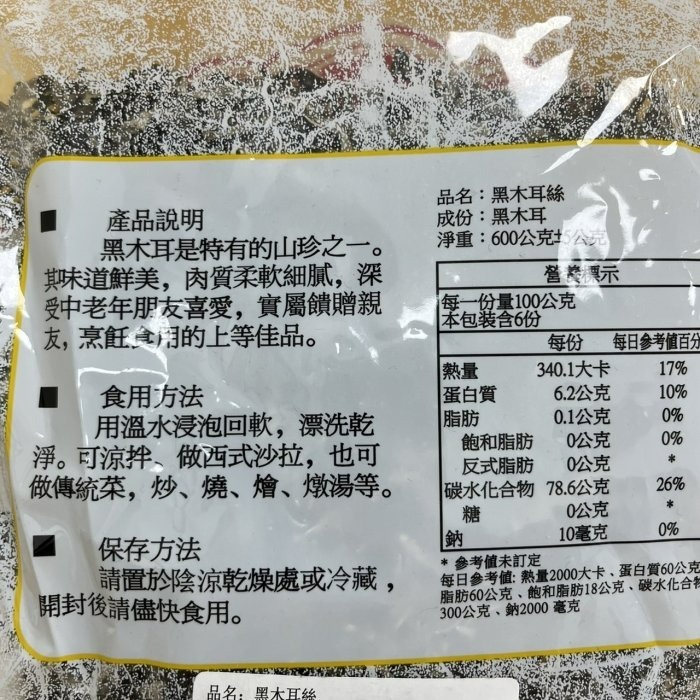 ■ 產品說明
黑木耳是特有的山珍之一。
其味道鮮美，肉質柔軟細膩，深
受中老年朋友喜愛，實屬饋贈親
友，烹飪食用的上等佳品。
■ 食用方法
用溫水浸泡回軟，漂洗乾
淨。可涼拌、做西式沙拉，也可
做傳統菜，炒、燒、燴、燉湯等。
■ 保存方法
請置於陰涼乾燥處或冷藏，
開封後請儘快食用。
品名：黑木耳絲
成份：黑木耳
淨重：600公克±5公克
營養標示
每一份量100公克
本包裝含6份
每份 每日參考值百分
熱量 340.1大卡 17%
蛋白質 6.2公克 10%
脂肪 0.1公克 0%
飽和脂肪 0公克 0%
反式脂肪 0公克 *
碳水化合物 78.6公克 26%
糖 0公克 *
鈉 10毫克 0%
* 參考值未訂定
每日參考值: 熱量2000大卡、蛋白質60公克
脂肪60公克、飽和脂肪18公克、碳水化合物
300公克、鈉2000 毫克
品名：黑木耳絲